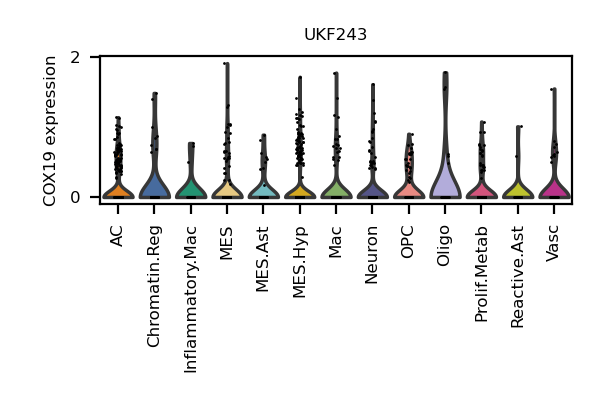 UKF243
COX19 expression
2
0
AC
Chromatin.Reg
Inflammatory.Mac
MES
MES.Ast
MES.Hyp
Mac
Neuron
OPC
Oligo
Prolif.Metab
Reactive.Ast
Vasc